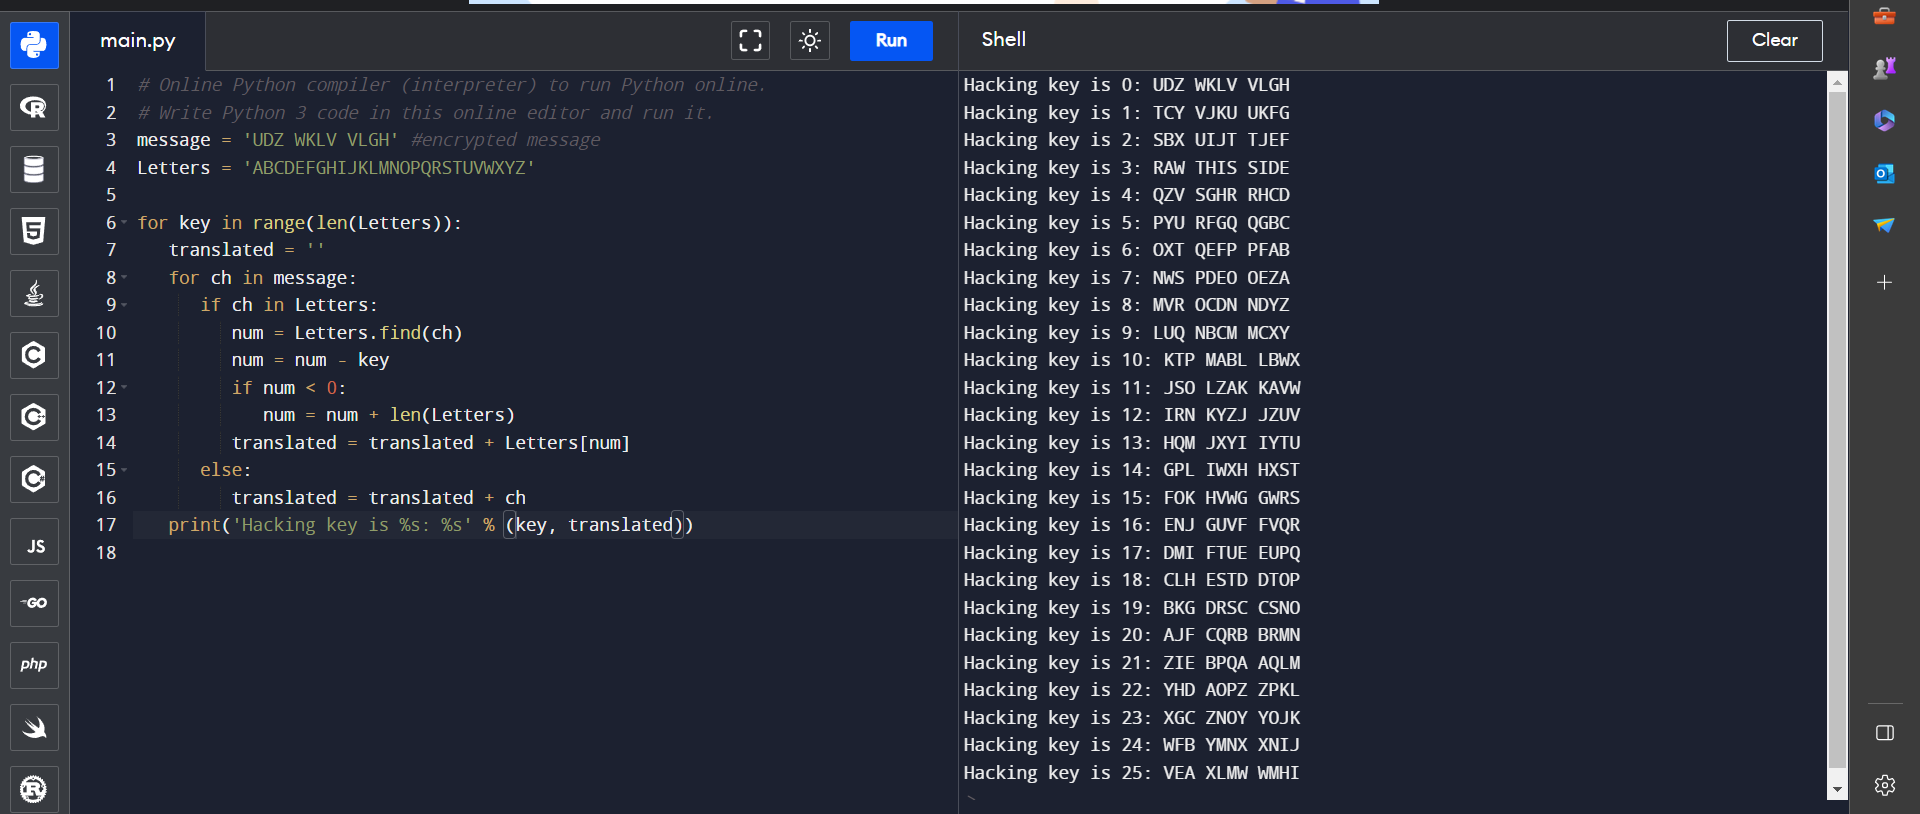 main.py
Run
Shell
Clear
1 # Online Python compiler (interpreter) to run Python online.
2 # Write Python 3 code in this online editor and run it.
3 message = 'UDZ WKLV VLGH' #encrypted message
4 Letters = 'ABCDEFGHIJKLMNOPQRSTUVWXYZ'
5
6 for key in range(len(Letters)):
7 translated = ''
8 for ch in message:
9 if ch in Letters:
10 num = Letters.find(ch)
11 num = num - key
12 if num < 0:
13 num = num + len(Letters)
14 translated = translated + Letters[num]
15 else:
16 translated = translated + ch
17 print('Hacking key is %s: %s' % (key, translated))
18
Hacking key is 0: UDZ WKLV VLGH
Hacking key is 1: TCY VJKU UKFG
Hacking key is 2: SBX UIJT TJEF
Hacking key is 3: RAW THIS SIDE
Hacking key is 4: QZV SGHR RHCD
Hacking key is 5: PYU RFGQ QGBC
Hacking key is 6: OXT QEFP PFAB
Hacking key is 7: NWS PDEO OEZA
Hacking key is 8: MVR OCDN NDYZ
Hacking key is 9: LUQ NBCM MCXY
Hacking key is 10: KTP MABL LBWX
Hacking key is 11: JSO LZAK KAVW
Hacking key is 12: IRN KYZJ JZUV
Hacking key is 13: HQM JXYI IYTU
Hacking key is 14: GPL IWXH HXST
Hacking key is 15: FOK HVWG GWRS
Hacking key is 16: ENJ GUVF FVQR
Hacking key is 17: DMI FTUE EUPQ
Hacking key is 18: CLH ESTD DTOP
Hacking key is 19: BKG DRSC CSNO
Hacking key is 20: AJF CQRB BRMN
Hacking key is 21: ZIE BPQA AQLM
Hacking key is 22: YHD AOPZ ZPKL
Hacking key is 23: XGC ZNOY YOJK
Hacking key is 24: WFB YMNX XNIJ
Hacking key is 25: VEA XLMW WMHI
R
5
C
C
C
JS
GO
php
R